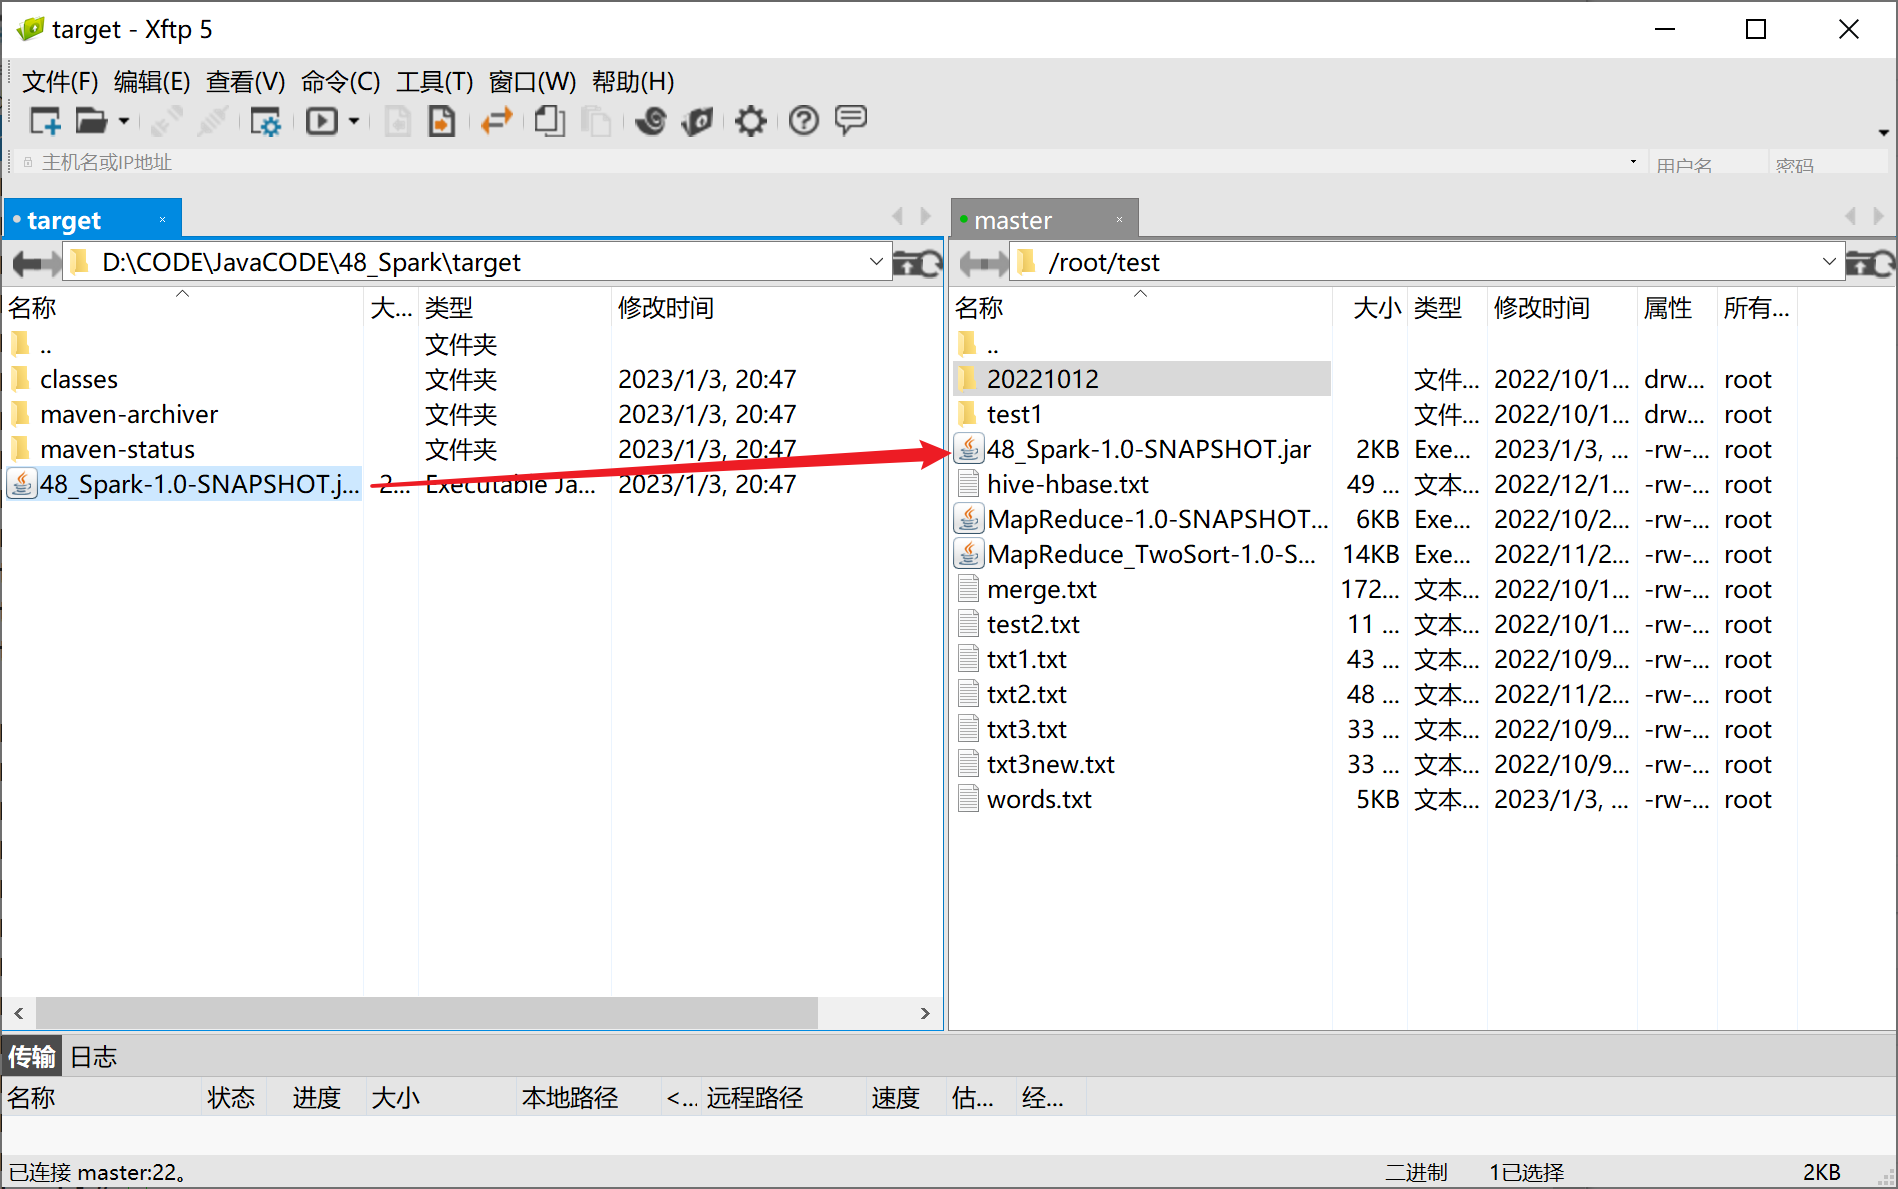 target - Xftp 5
文件(F) 编辑(E) 查看(V) 命令(C) 工具(T) 窗口(W) 帮助(H)
主机名或IP地址 用户名 密码
target
D:\CODE\JavaCODE\48_Spark\target
名称 大... 类型 修改时间
.. 文件夹
classes 文件夹 2023/1/3, 20:47
maven-archiver 文件夹 2023/1/3, 20:47
maven-status 文件夹 2023/1/3, 20:47
48_Spark-1.0-SNAPSHOT.j... 2... Executable Ja... 2023/1/3, 20:47
master
/root/test
名称 大小 类型 修改时间 属性 所有...
..
20221012 文件... 2022/10/1... drw... root
test1 文件... 2022/10/1... drw... root
48_Spark-1.0-SNAPSHOT.jar 2KB Exe... 2023/1/3, ... -rw-... root
hive-hbase.txt 49 ... 文本... 2022/12/1... -rw-... root
MapReduce-1.0-SNAPSHOT... 6KB Exe... 2022/10/2... -rw-... root
MapReduce_TwoSort-1.0-S... 14KB Exe... 2022/11/2... -rw-... root
merge.txt 172... 文本... 2022/10/1... -rw-... root
test2.txt 11 ... 文本... 2022/10/1... -rw-... root
txt1.txt 43 ... 文本... 2022/10/9... -rw-... root
txt2.txt 48 ... 文本... 2022/11/2... -rw-... root
txt3.txt 33 ... 文本... 2022/10/9... -rw-... root
txt3new.txt 33 ... 文本... 2022/10/9... -rw-... root
words.txt 5KB 文本... 2023/1/3, ... -rw-... root
传输 日志
名称 状态 进度 大小 本地路径 <... 远程路径 速度 估... 经...
已连接 master:22。 二进制 1已选择 2KB